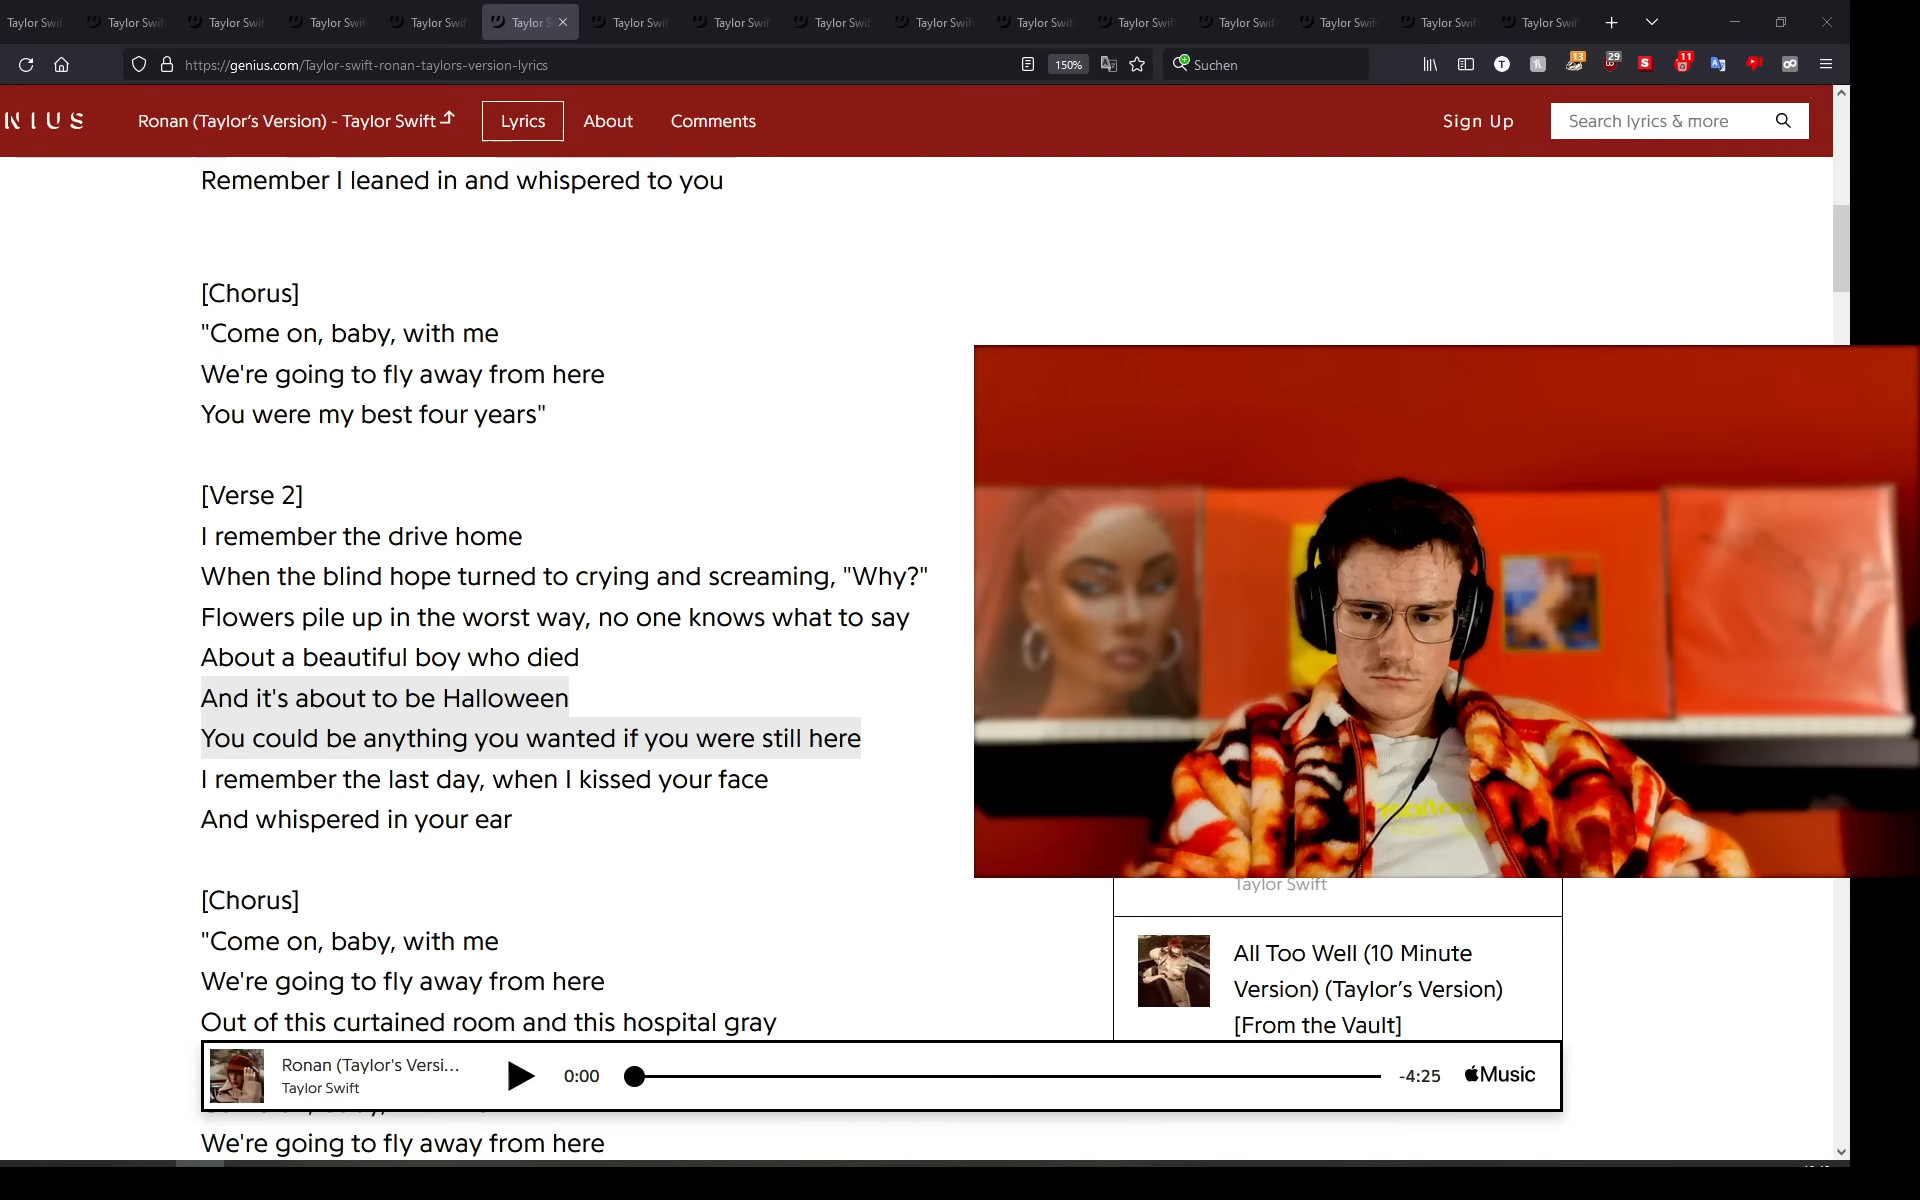 Taylor Swif
Taylor Swif
Taylor Swif
Taylor Swif
Taylor Swif
Taylor S
Taylor Swif
Taylor Swif
Taylor Swif
Taylor Swif
Taylor Swif
Taylor Swif
Taylor Swif
Taylor Swif
Taylor Swif
Taylor Swif
https://genius.com/Taylor-swift-ronan-taylors-version-lyrics
150%
Suchen
13
29
11
NIUS
Ronan (Taylor’s Version) - Taylor Swift
Lyrics
About
Comments
Sign Up
Search lyrics & more
Remember I leaned in and whispered to you
[Chorus]
"Come on, baby, with me
We're going to fly away from here
You were my best four years"
[Verse 2]
I remember the drive home
When the blind hope turned to crying and screaming, "Why?"
Flowers pile up in the worst way, no one knows what to say
About a beautiful boy who died
And it's about to be Halloween
You could be anything you wanted if you were still here
I remember the last day, when I kissed your face
And whispered in your ear
[Chorus]
"Come on, baby, with me
We're going to fly away from here
Out of this curtained room and this hospital gray
Taylor Swift
All Too Well (10 Minute
Version) (Taylor’s Version)
[From the Vault]
Ronan (Taylor's Versi...
Taylor Swift
0:00
-4:25
Music
We're going to fly away from here